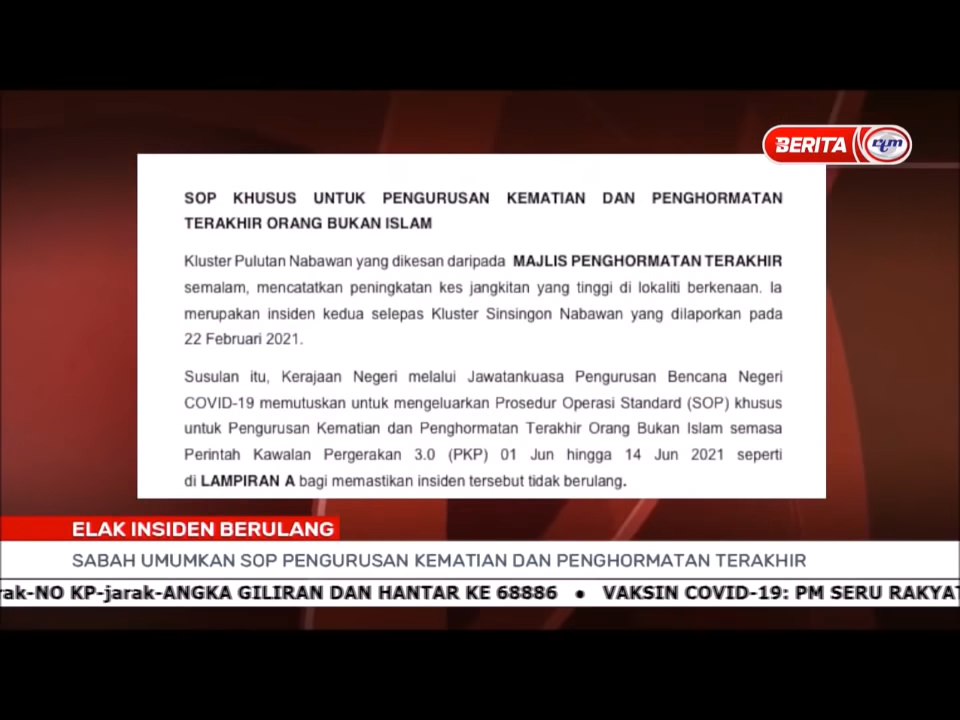 BERITA rtm
SOP KHUSUS UNTUK PENGURUSAN KEMATIAN DAN PENGHORMATAN
TERAKHIR ORANG BUKAN ISLAM
Kluster Pulutan Nabawan yang dikesan daripada MAJLIS PENGHORMATAN TERAKHIR
semalam, mencatatkan peningkatan kes jangkitan yang tinggi di lokaliti berkenaan. Ia
merupakan insiden kedua selepas Kluster Sinsingon Nabawan yang dilaporkan pada
22 Februari 2021.
Susulan itu, Kerajaan Negeri melalui Jawatankuasa Pengurusan Bencana Negeri
COVID-19 memutuskan untuk mengeluarkan Prosedur Operasi Standard (SOP) khusus
untuk Pengurusan Kematian dan Penghormatan Terakhir Orang Bukan Islam semasa
Perintah Kawalan Pergerakan 3.0 (PKP) 01 Jun hingga 14 Jun 2021 seperti
di LAMPIRAN A bagi memastikan insiden tersebut tidak berulang.
ELAK INSIDEN BERULANG
SABAH UMUMKAN SOP PENGURUSAN KEMATIAN DAN PENGHORMATAN TERAKHIR
rak-NO KP-jarak-ANGKA GILIRAN DAN HANTAR KE 68886 • VAKSIN COVID-19: PM SERU RAKYAT